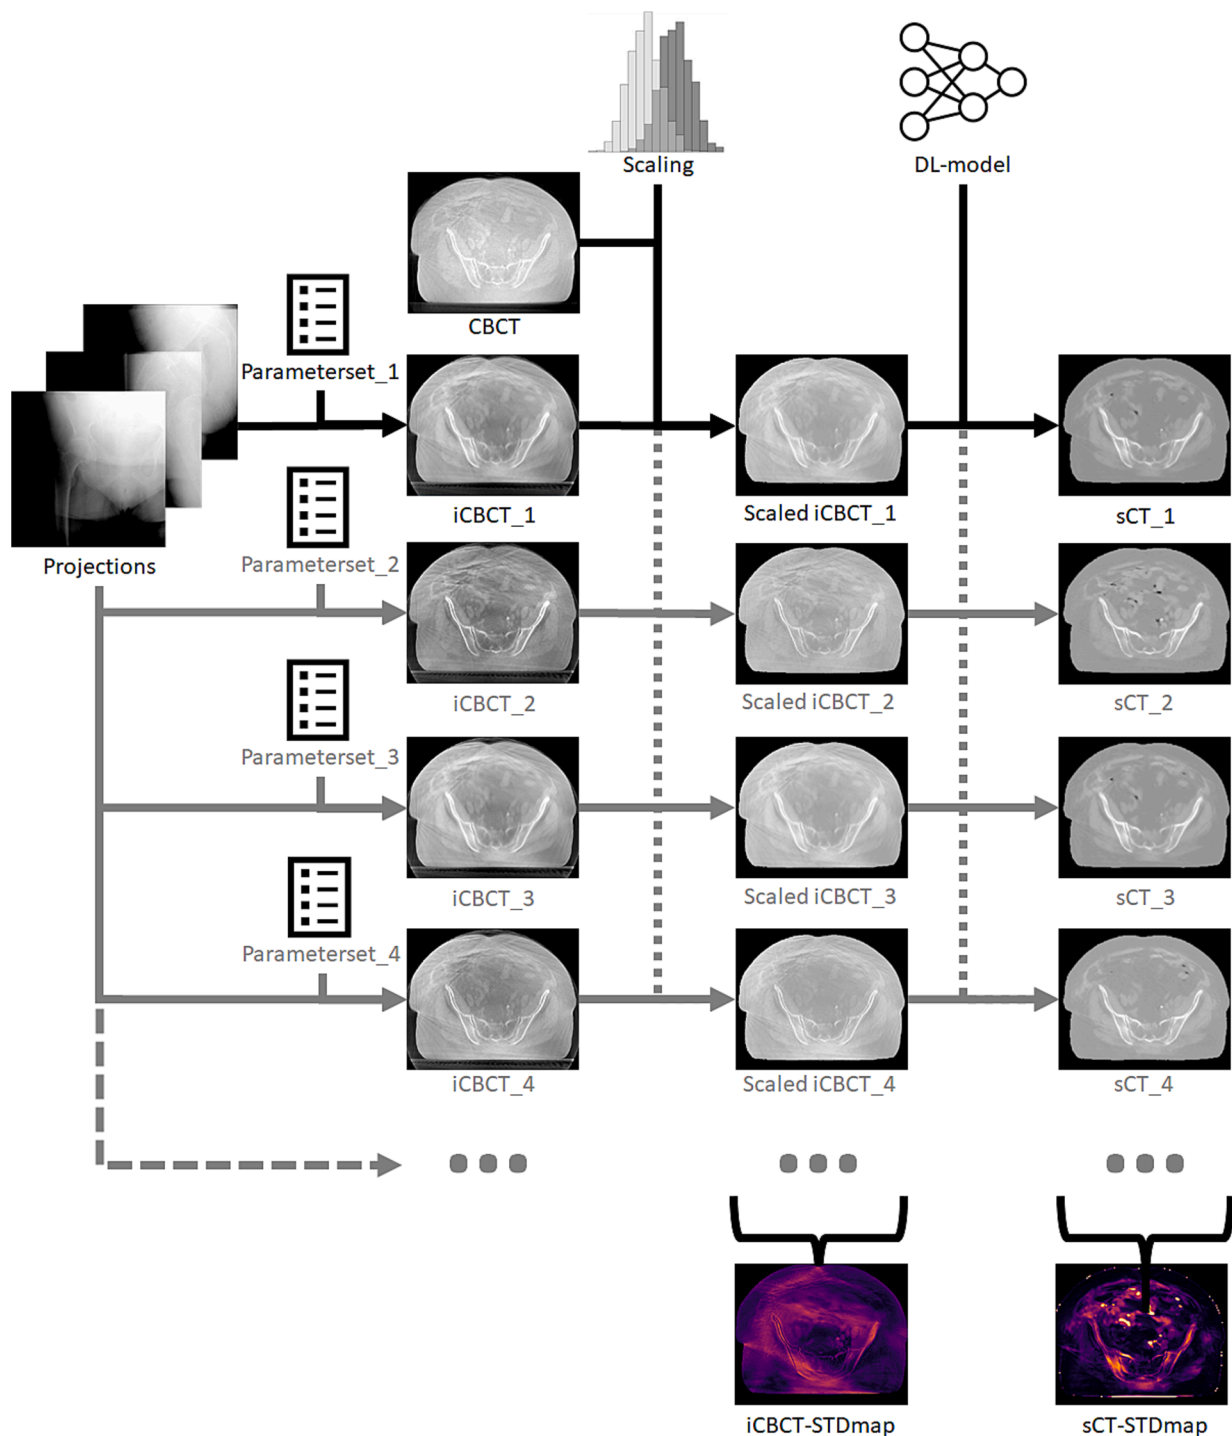 Scaling
DL-model
CBCT
Parameterset_1
iCBCT_1
Scaled iCBCT_1
sCT_1
Projections
Parameterset_2
iCBCT_2
Scaled iCBCT_2
sCT_2
Parameterset_3
iCBCT_3
Scaled iCBCT_3
sCT_3
Parameterset_4
iCBCT_4
Scaled iCBCT_4
sCT_4
iCBCT-STDmap
sCT-STDmap